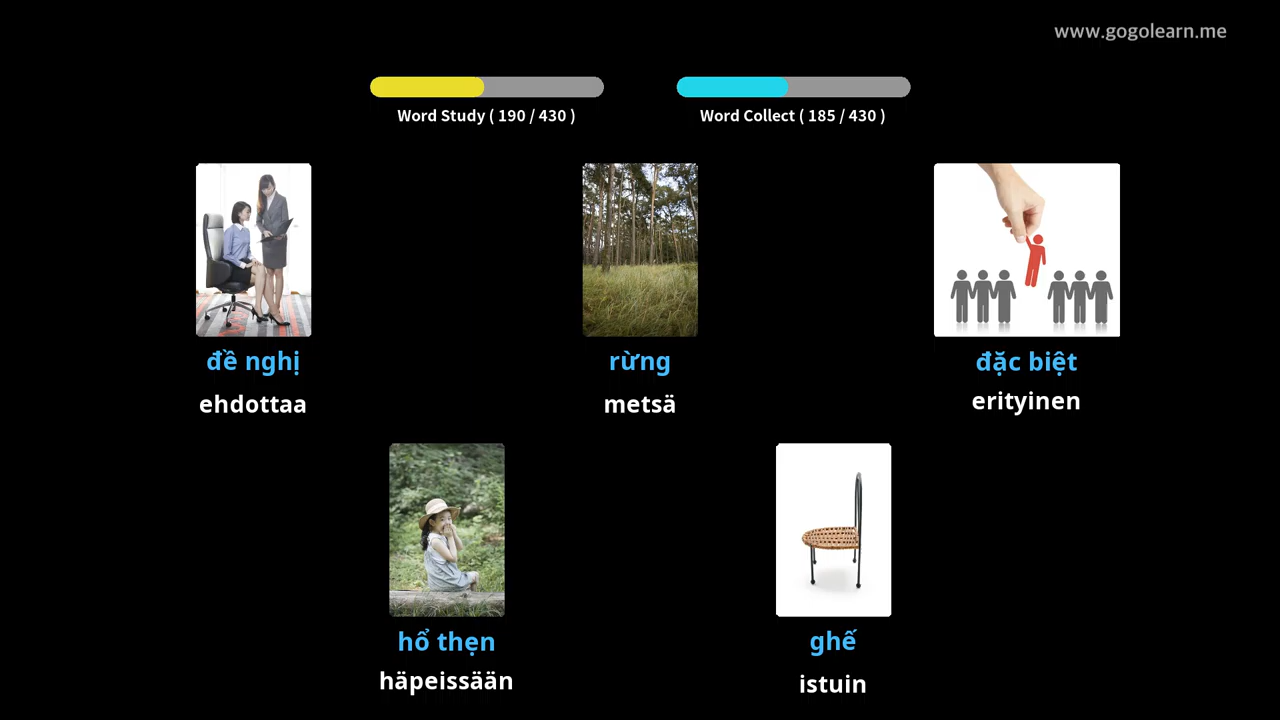 www.gogolearn.me
Word Study ( 190 / 430 )
Word Collect ( 185 / 430 )
đề nghị
ehdottaa
rừng
metsä
đặc biệt
erityinen
hổ thẹn
häpeissään
ghế
istuin